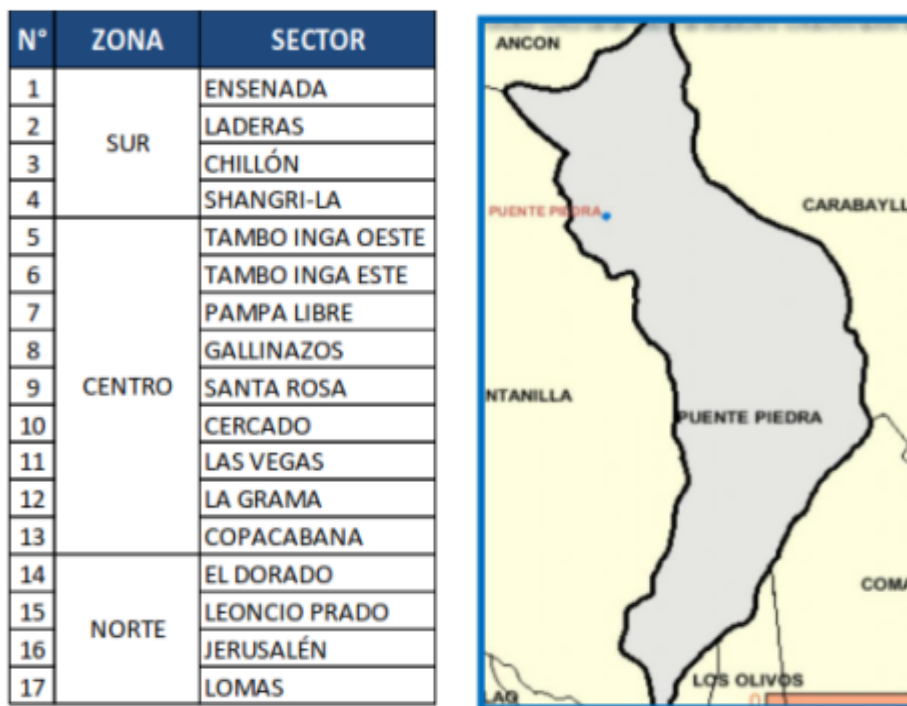 N° ZONA SECTOR
1 ENSENADA
2 LADERAS
SUR
3 CHILLÓN
4 SHANGRI-LA
5 TAMBO INGA OESTE
6 TAMBO INGA ESTE
7 PAMPA LIBRE
8 GALLINAZOS
9 CENTRO SANTA ROSA
10 CERCADO
11 LAS VEGAS
12 LA GRAMA
13 COPACABANA
14 EL DORADO
15 LEONCIO PRADO
NORTE
16 JERUSALÉN
17 LOMAS
ANCON
CARABAYLL
PUENTE PIEDRA
NTANILLA
PUENTE PIEDRA
COMA
LOS OLIVOS
LAO
0